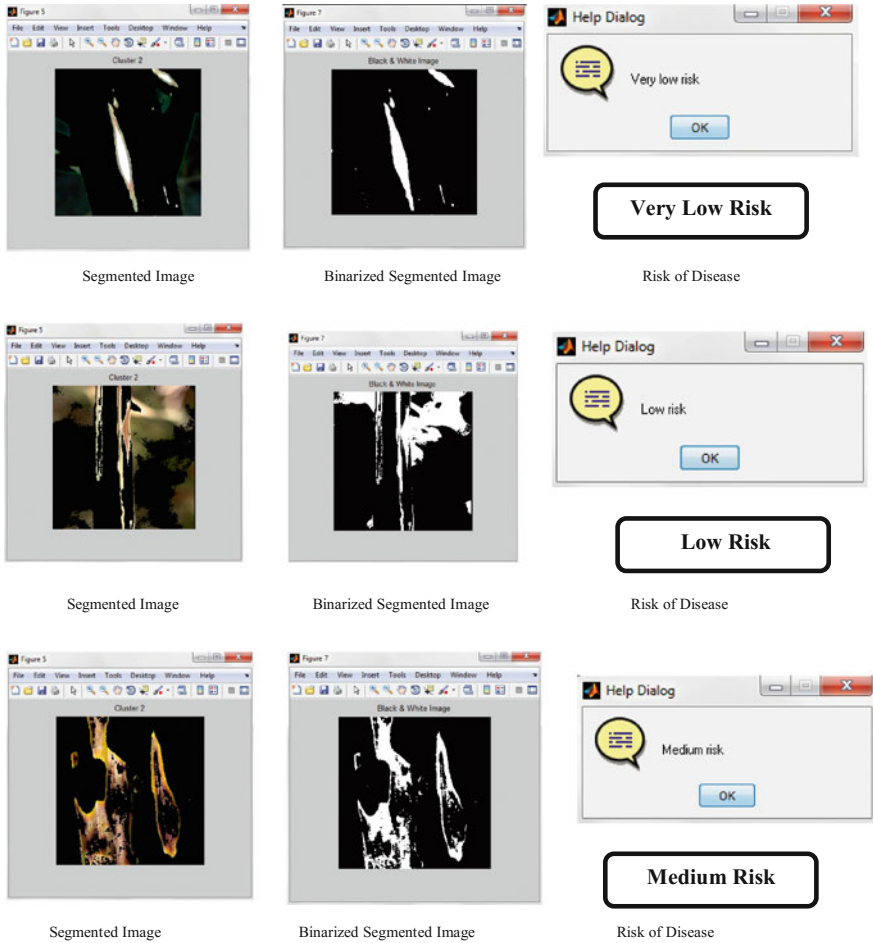 Figure 5
File Edit View Insert Tools Desktop Window Help
Cluster 2
Figure 7
File Edit View Insert Tools Desktop Window Help
Black & White Image
Help Dialog
Very low risk
OK
Very Low Risk
Segmented Image
Binarized Segmented Image
Risk of Disease
Figure 5
File Edit View Insert Tools Desktop Window Help
Cluster 2
Figure 7
File Edit View Insert Tools Desktop Window Help
Black & White Image
Help Dialog
Low risk
OK
Low Risk
Segmented Image
Binarized Segmented Image
Risk of Disease
Figure 5
File Edit View Insert Tools Desktop Window Help
Cluster 2
Figure 7
File Edit View Insert Tools Desktop Window Help
Black & White Image
Help Dialog
Medium risk
OK
Medium Risk
Segmented Image
Binarized Segmented Image
Risk of Disease